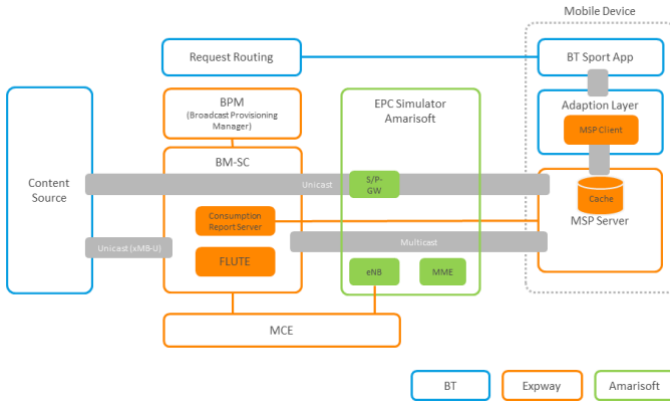 Mobile Device
Request Routing
BT Sport App
BPM
(Broadcast Provisioning
Manager)
EPC Simulator
Amarisoft
Adaption Layer
MSP Client
BM-SC
Content
Source
Unicast
S/P-
GW
Cache
MSP Server
Consumption
Report Server
Unicast (xMB-U)
Multicast
FLUTE
eNB
MME
MCE
BT
Expway
Amarisoft